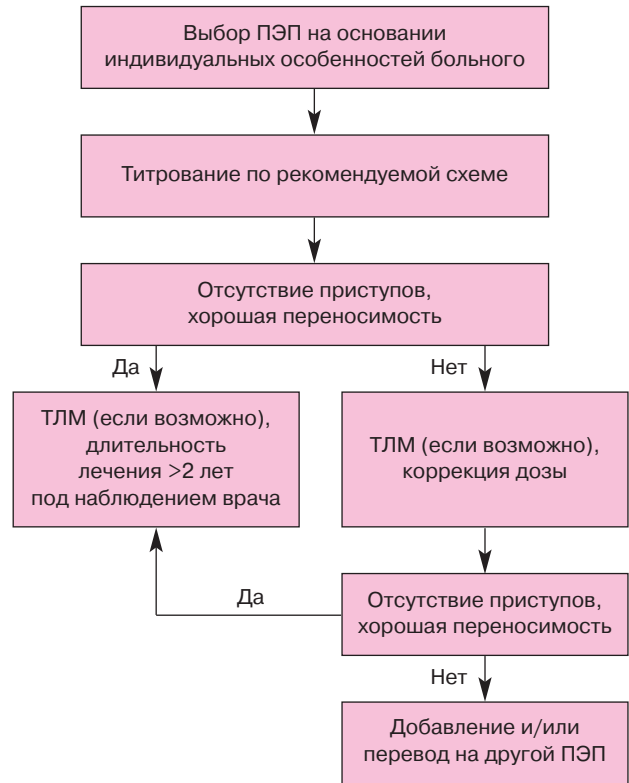 Выбор ПЭП на основании
индивидуальных особенностей больного
Титрование по рекомендуемой схеме
Отсутствие приступов,
хорошая переносимость
Да
Нет
ТЛМ (если возможно),
длительность
лечения >2 лет
под наблюдением врача
ТЛМ (если возможно),
коррекция дозы
Да
Отсутствие приступов,
хорошая переносимость
Нет
Добавление и/или
перевод на другой ПЭП